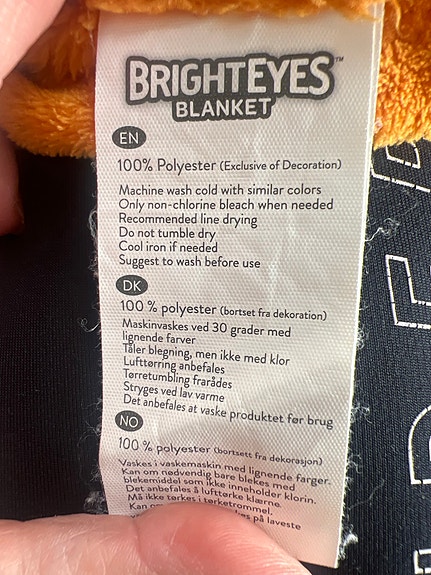 BRIGHTEYES™
BLANKET
EN
100% Polyester (Exclusive of Decoration)
Machine wash cold with similar colors
Only non-chlorine bleach when needed
Recommended line drying
Do not tumble dry
Cool iron if needed
Suggest to wash before use
DK
100 % polyester (bortset fra dekoration)
Maskinvaskes ved 30 grader med
lignende farver
Tåler blegning, men ikke med klor
Lufttørring anbefales
Tørretumbling frarådes
Stryges ved lav varme
Det anbefales at vaske produktet før brug
NO
100 % polyester (bortsett fra dekorasjon)
Vaskes i vaskemaskin med lignende farger.
Kan om nødvendig bare blekes med
blekemiddel som ikke inneholder klorin.
Det anbefales å lufttørke klærne.
Må ikke tørkes i tørketrommel.
Kan
på laveste